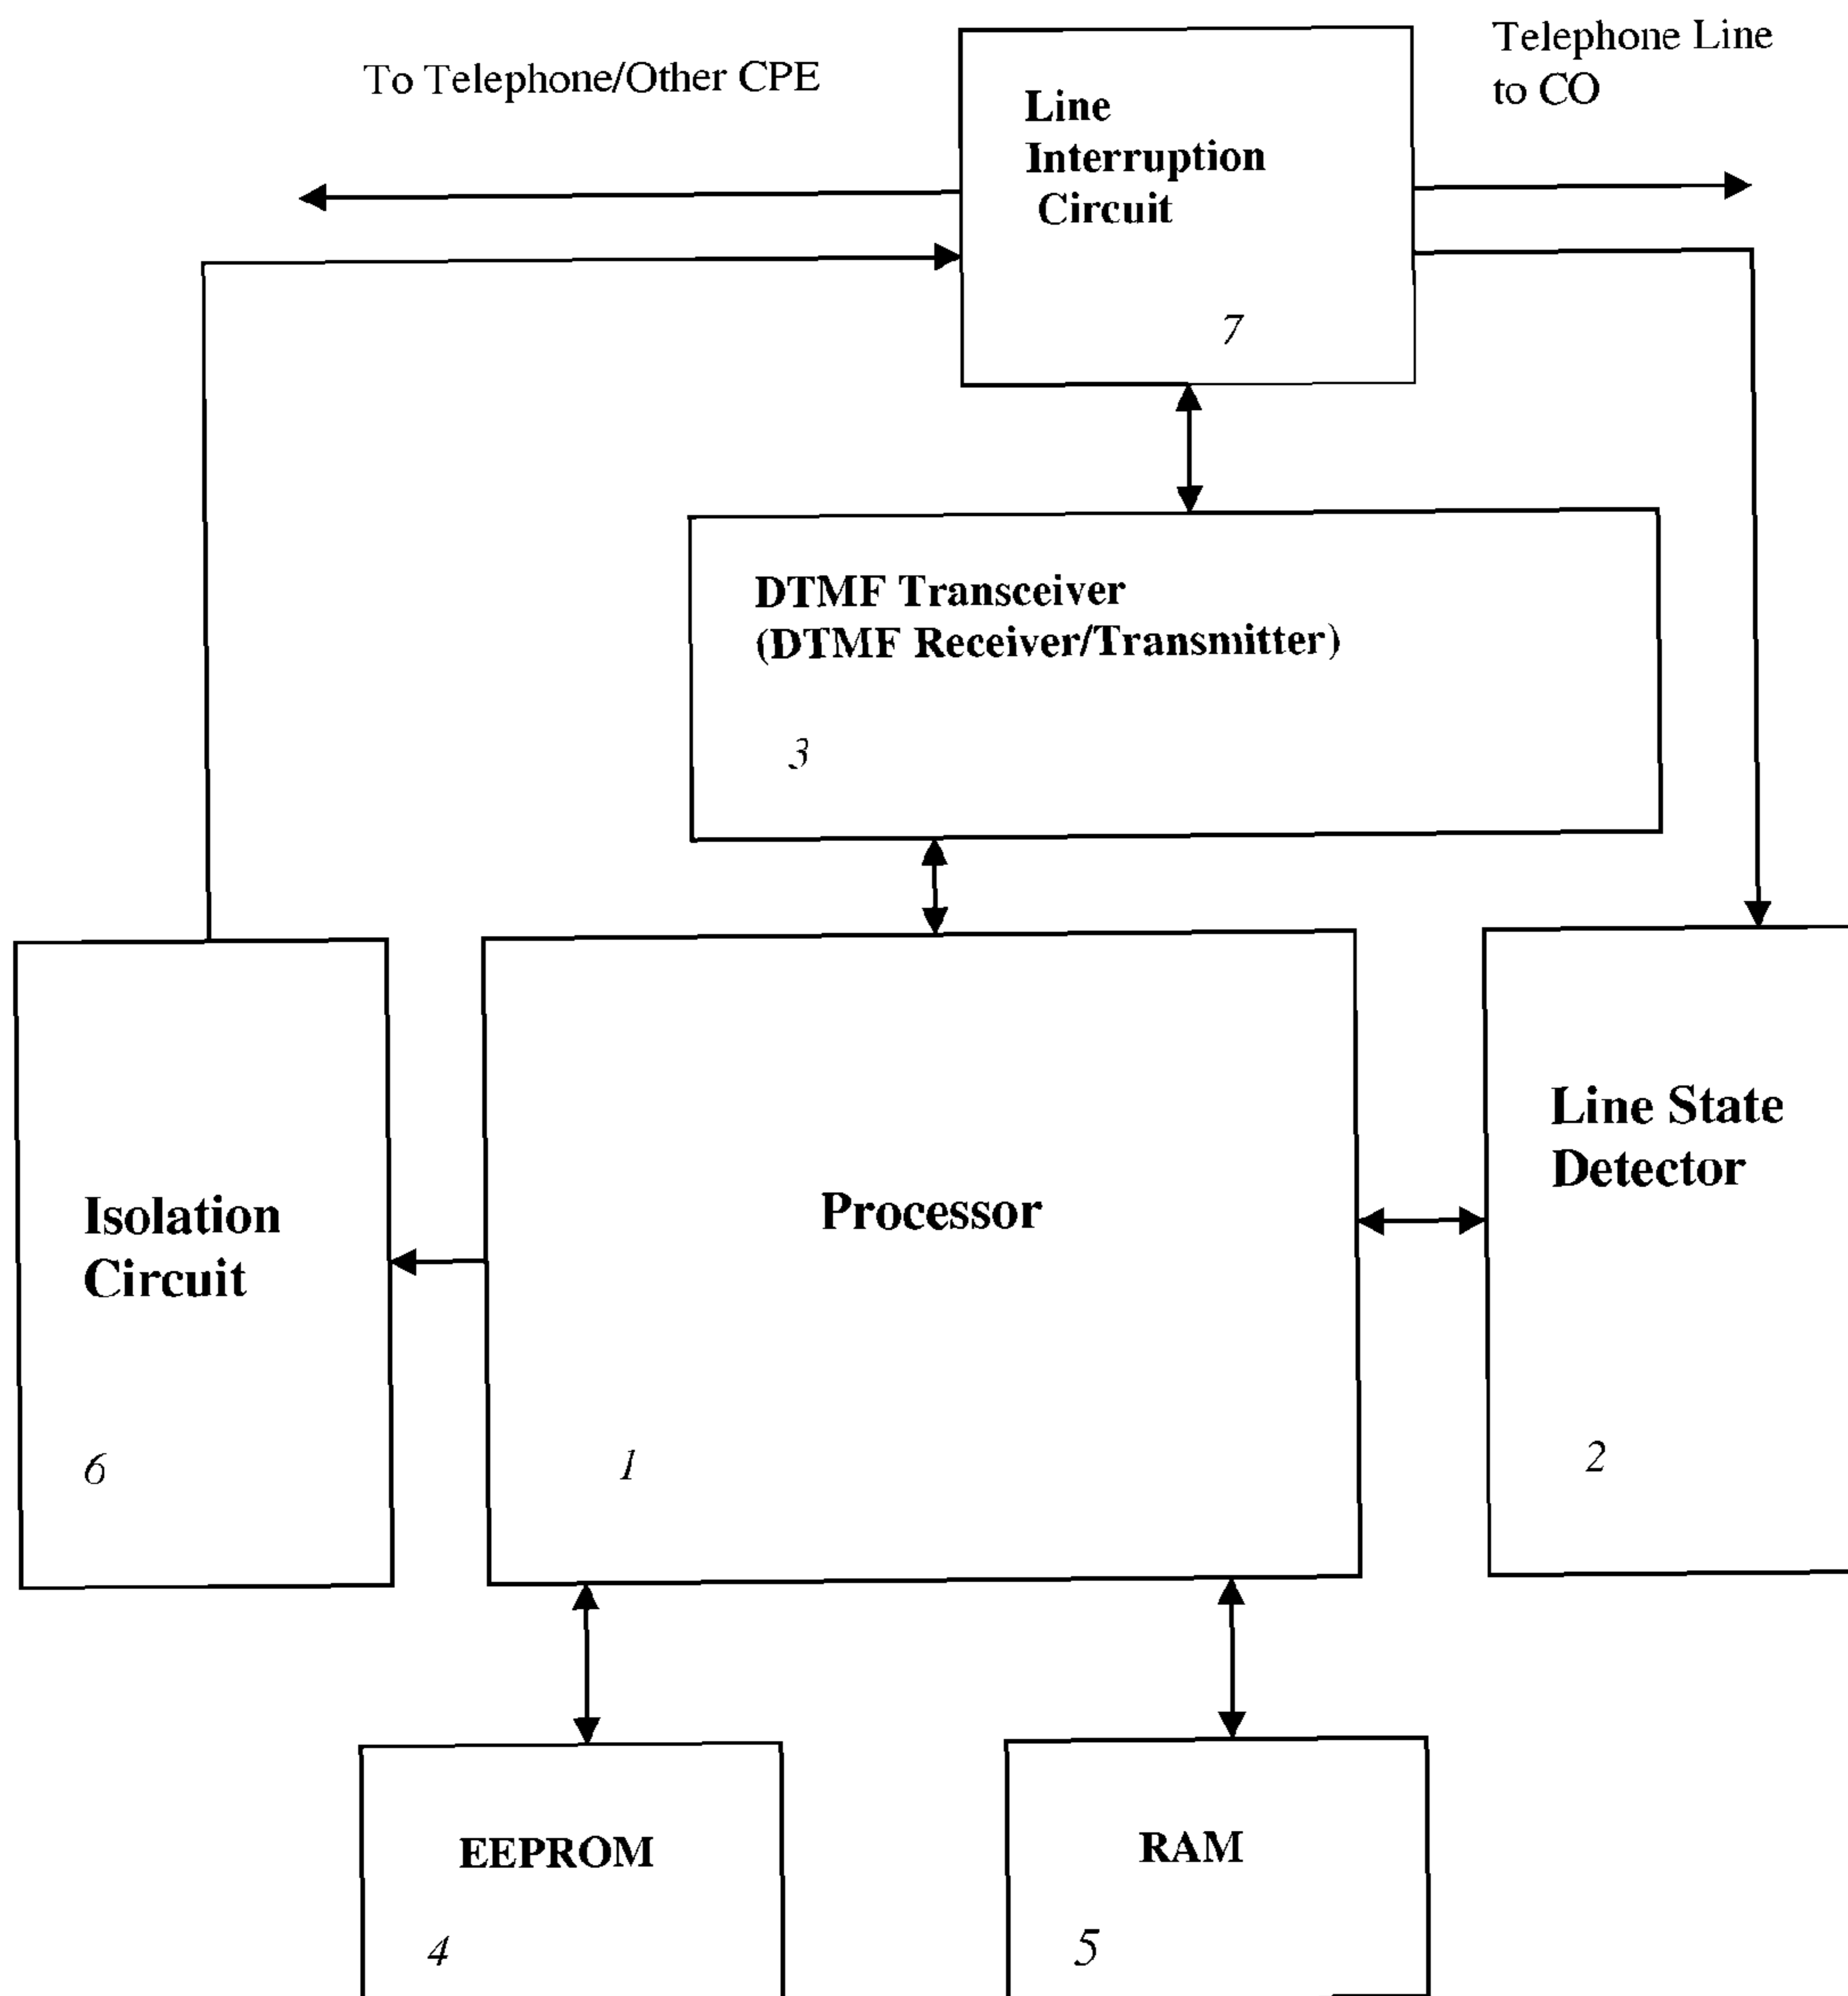 To Telephone/Other CPE
Telephone Line
to CO
Line
Interruption
Circuit
7
DTMF Transceiver
(DTMF Receiver/Transmitter)
3
Isolation
Circuit
6
Processor
1
Line State
Detector
2
EEPROM
4
RAM
5